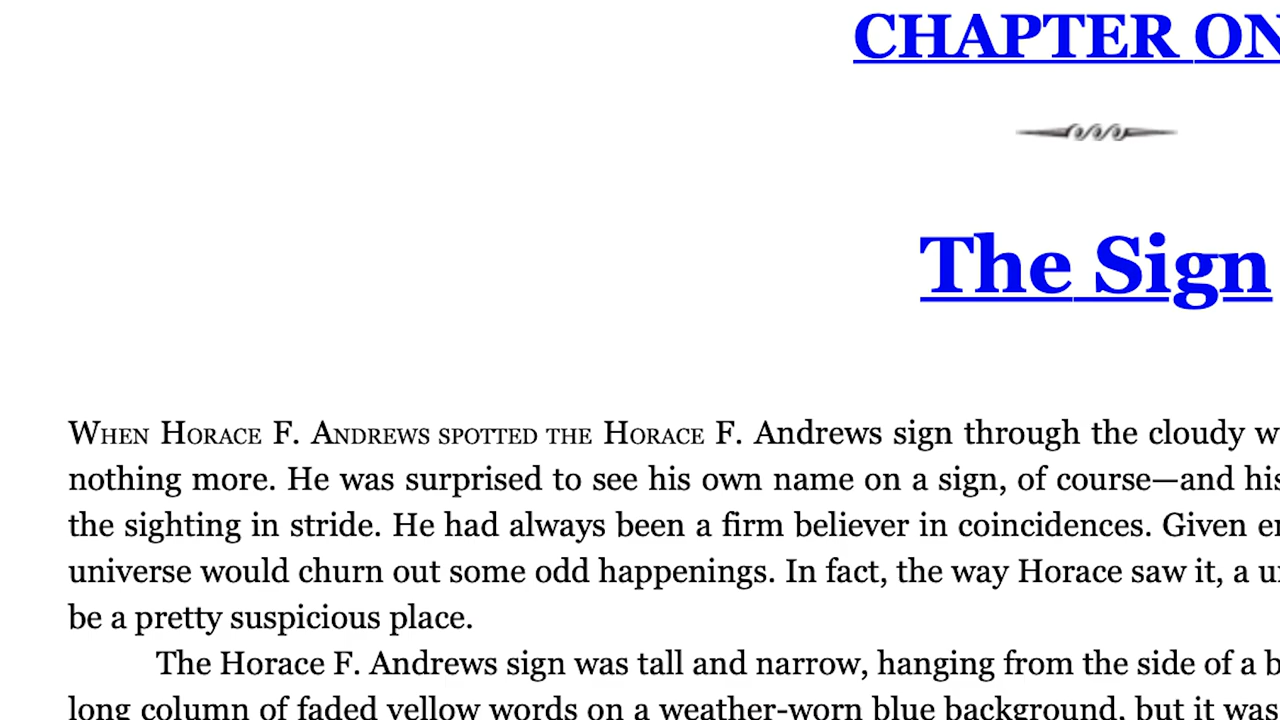 CHAPTER
The Sign
When Horace F. Andrews spotted the Horace F. Andrews sign through the cloudy
nothing more. He was surprised to see his own name on a sign, of course—and his
the sighting in stride. He had always been a firm believer in coincidences. Given
universe would churn out some odd happenings. In fact, the way Horace saw it, a
be a pretty suspicious place.
The Horace F. Andrews sign was tall and narrow, hanging from the side of a
long column of faded yellow words on a weather-worn blue background, but it was